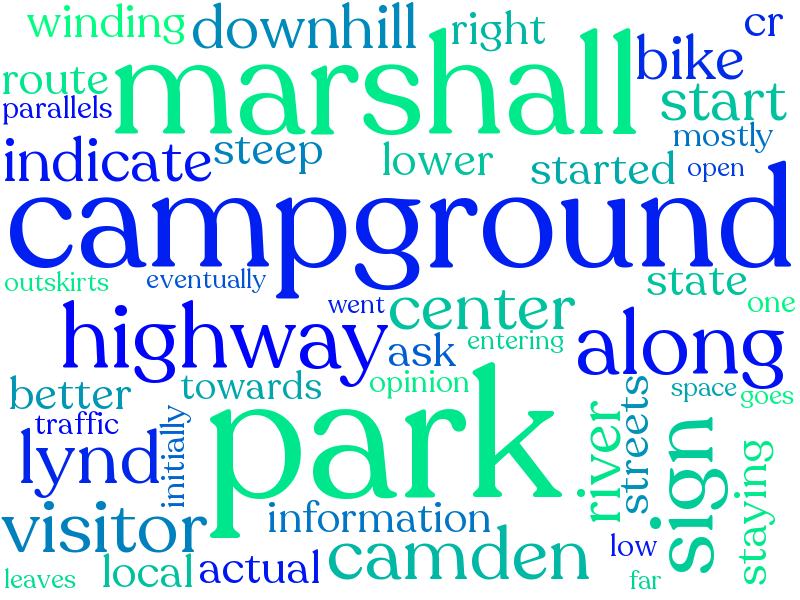 winding
downhill
right
cr
route
marshall
bike
parallels
start
mostly
indicate
steep
lower
started
open
campground
outskirts
eventually
state
went
center
one
highway
entering
along
ask
better
towards
opinion
space
goes
traffic
park
streets
lynd
initially
river
sign
staying
visitor
information
low
camden
leaves
local
actual
far